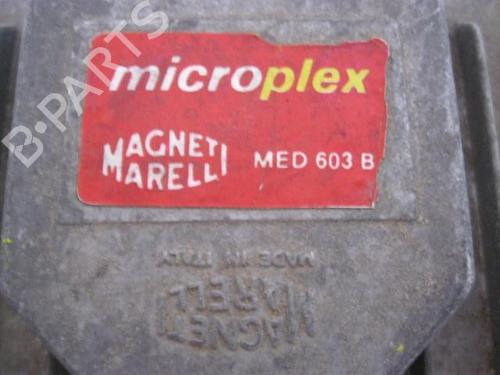 B-PARTS
microplex
MAGNETI
MARELLI
MED 603 B
MADE IN ITALY
MAGNETI
MARELLI